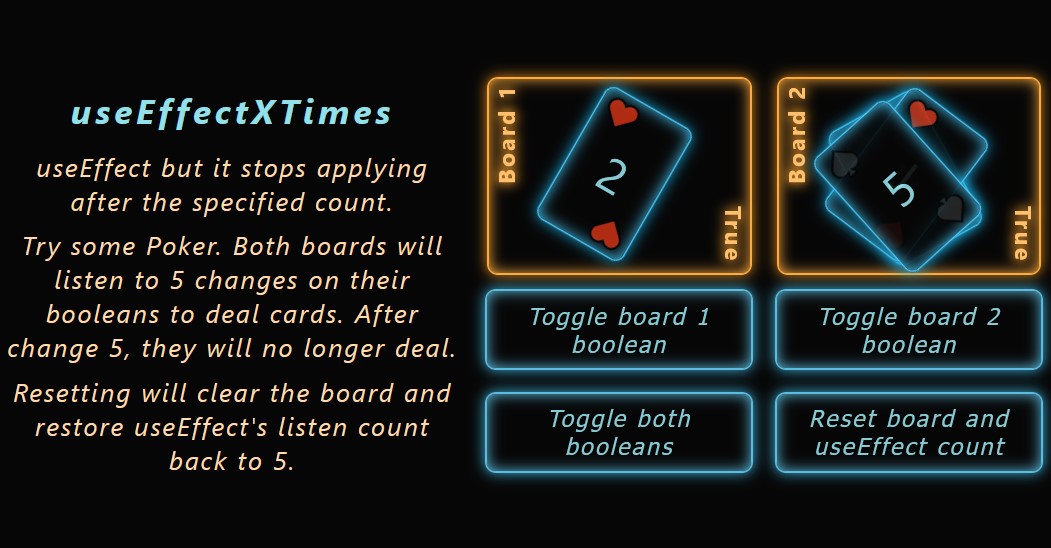 useEffectXTimes
useEffect but it stops applying
after the specified count.
Try some Poker. Both boards will
listen to 5 changes on their
booleans to deal cards. After
change 5, they will no longer deal.
Resetting will clear the board and
restore useEffect's listen count
back to 5.
Board 1
2
True
Board 2
5
True
Toggle board 1
boolean
Toggle board 2
boolean
Toggle both
booleans
Reset board and
useEffect count